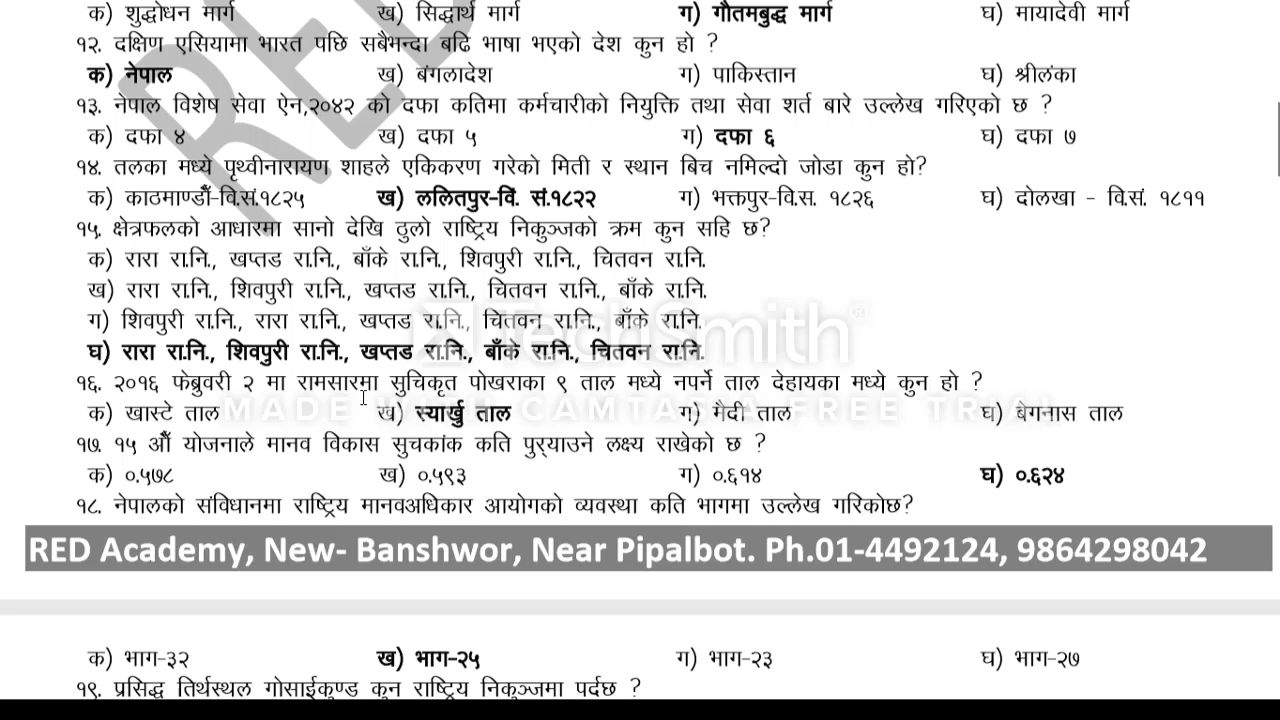 क) शुद्धोधन मार्ग ख) सिद्धार्थ मार्ग ग) गौतमबुद्ध मार्ग घ) मायादेवी मार्ग
१२. दक्षिण एसियामा भारत पछि सबैभन्दा बढि भाषा भएको देश कुन हो ?
क) नेपाल ख) बंगलादेश ग) पाकिस्तान घ) श्रीलंका
१३. नेपाल विशेष सेवा ऐन,२०४२ को दफा कतिमा कर्मचारीको नियुक्ति तथा सेवा शर्त बारे उल्लेख गरिएको छ ?
क) दफा ४ ख) दफा ५ ग) दफा ६ घ) दफा ७
१४. तलका मध्ये पृथ्वीनारायण शाहले एकिकरण गरेको मिती र स्थान बिच नमिल्दो जोडा कुन हो?
क) काठमाण्डौँ-वि.सं.१८२५ ख) ललितपुर-वि. सं.१८२२ ग) भक्तपुर-वि.स. १८२६ घ) दोलखा - वि.सं. १८११
१५. क्षेत्रफलको आधारमा सानो देखि ठुलो राष्ट्रिय निकुञ्जको क्रम कुन सहि छ?
क) रारा रा.नि., खप्तड रा.नि., बाँके रा.नि., शिवपुरी रा.नि., चितवन रा.नि.
ख) रारा रा.नि., शिवपुरी रा.नि., खप्तड रा.नि., चितवन रा.नि., बाँके रा.नि.
ग) शिवपुरी रा.नि., रारा रा.नि., खप्तड रा.नि., चितवन रा.नि., बाँके रा.नि.
घ) रारा रा.नि., शिवपुरी रा.नि., खप्तड रा.नि., बाँके रा.नि., चितवन रा.नि.
TechSmith
१६. २०१६ फेब्रुवरी २ मा रामसारमा सुचिकृत पोखराका ९ ताल मध्ये नपर्ने ताल देहायका मध्ये कुन हो ?
क) खास्टे ताल ख) स्यार्खु ताल ग) मैदी ताल घ) बेगनास ताल
MADE WITH CAMTASIA FREE TRIAL
१७. १५ औँ योजनाले मानव विकास सुचकांक कति पुर्‍याउने लक्ष्य राखेको छ ?
क) ०.५७८ ख) ०.५९३ ग) ०.६१४ घ) ०.६२४
१८. नेपालको संविधानमा राष्ट्रिय मानवअधिकार आयोगको व्यवस्था कति भागमा उल्लेख गरिकोछ?
RED Academy, New- Banshwor, Near Pipalbot. Ph.01-4492124, 9864298042
क) भाग-३२ ख) भाग-२५ ग) भाग-२३ घ) भाग-२७
१९. प्रसिद्ध तिर्थस्थल गोसाईकुण्ड कुन राष्ट्रिय निकुञ्जमा पर्दछ ?
RED